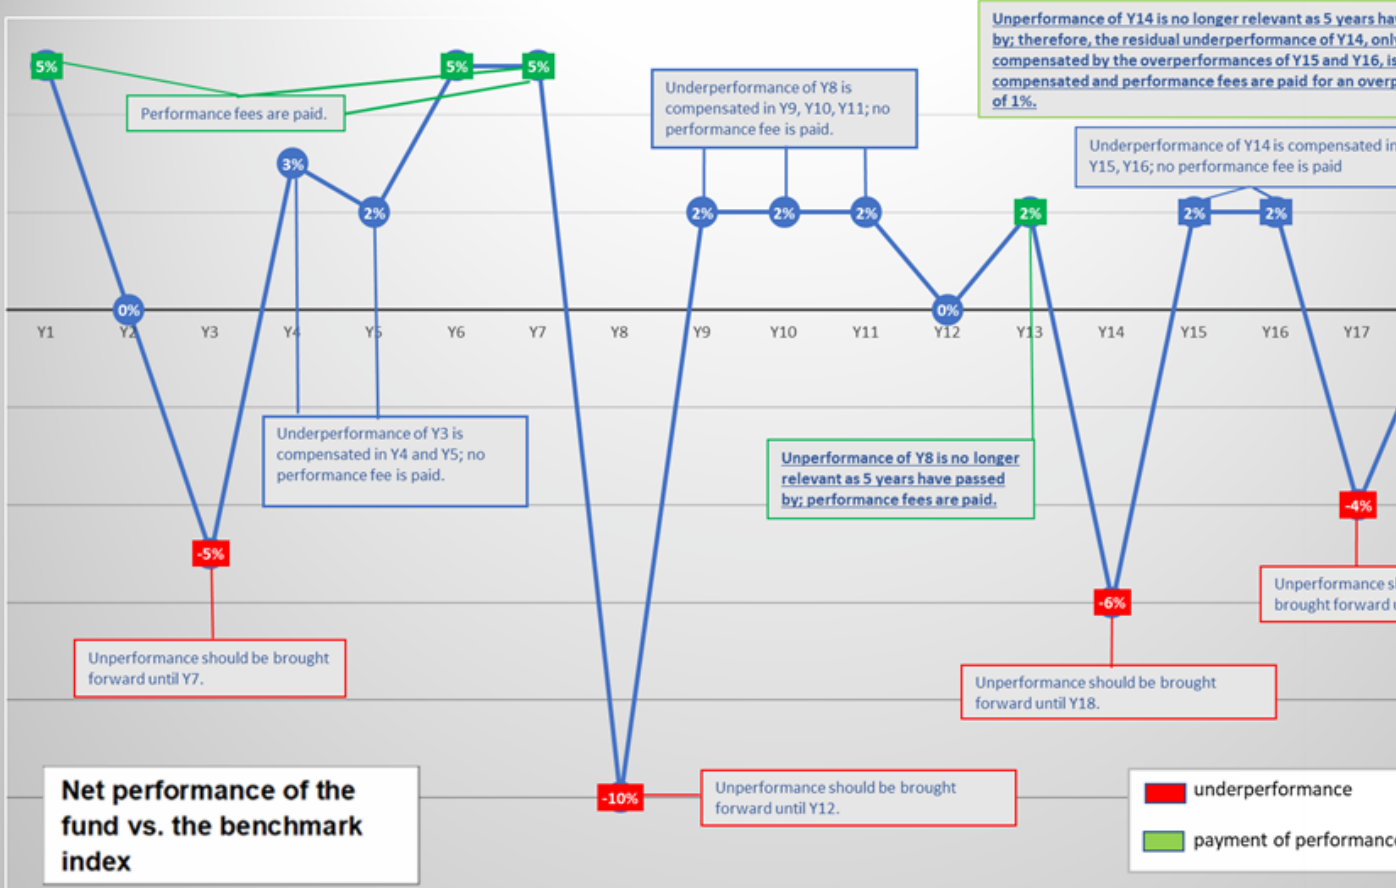 Unperformance of Y14 is no longer relevant as 5 years
by; therefore, the residual underperformance of Y14,
compensated by the overperformances of Y15 and Y16,
compensated and performance fees are paid for an
of 1%.
5%
5%
5%
Performance fees are paid.
Underperformance of Y8 is
compensated in Y9, Y10, Y11; no
performance fee is paid.
Underperformance of Y14 is compensated in
Y15, Y16; no performance fee is paid
3%
2%
2%
2%
2%
2%
2%
2%
0%
0%
Y1
Y2
Y3
Y4
Y5
Y6
Y7
Y8
Y9
Y10
Y11
Y12
Y13
Y14
Y15
Y16
Y17
Underperformance of Y3 is
compensated in Y4 and Y5; no
performance fee is paid.
Unperformance of Y8 is no longer
relevant as 5 years have passed
by; performance fees are paid.
-4%
-5%
-6%
Unperformance
brought forward
Unperformance should be brought
forward until Y7.
Unperformance should be brought
forward until Y18.
-10%
Unperformance should be brought
forward until Y12.
Net performance of the
fund vs. the benchmark
index
underperformance
payment of performance